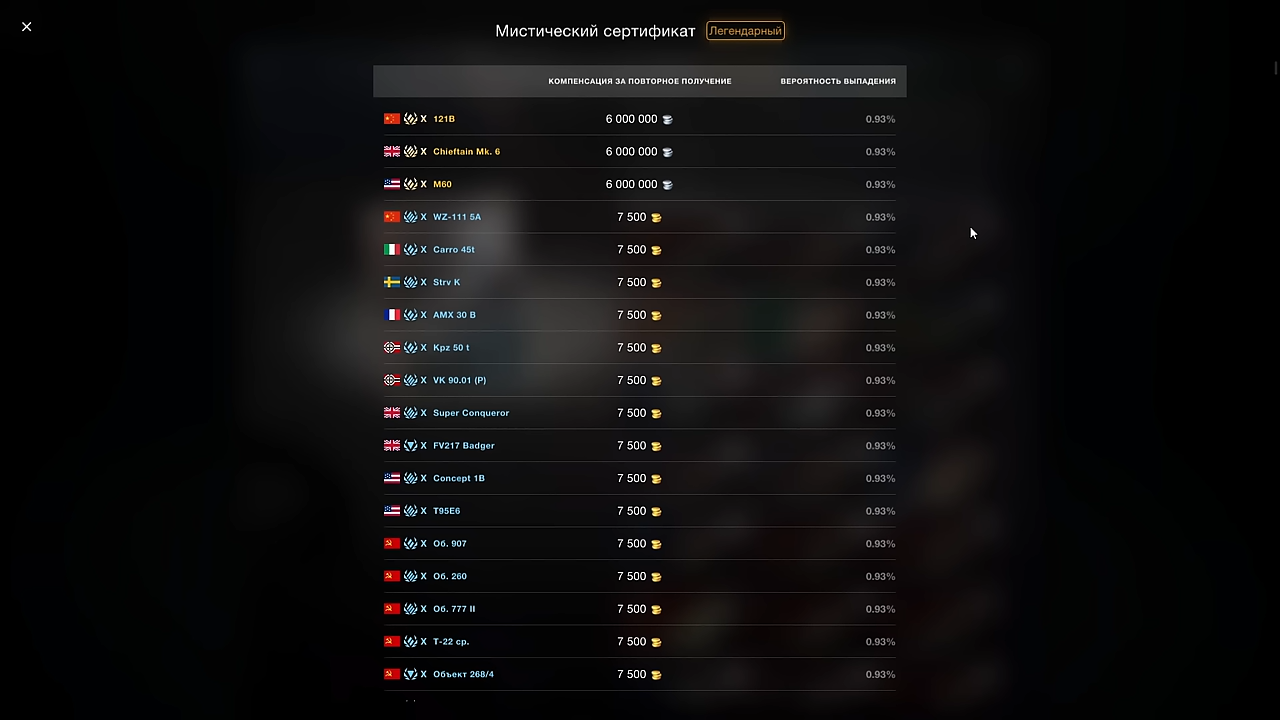 Мистический сертификат Легендарный
КОМПЕНСАЦИЯ ЗА ПОВТОРНОЕ ПОЛУЧЕНИЕ ВЕРОЯТНОСТЬ ВЫПАДЕНИЯ
X 121B 6 000 000 0.93%
X Chieftain Mk. 6 6 000 000 0.93%
X M60 6 000 000 0.93%
X WZ-111 5A 7 500 0.93%
X Carro 45t 7 500 0.93%
X Strv K 7 500 0.93%
X AMX 30 B 7 500 0.93%
X Kpz 50 t 7 500 0.93%
X VK 90.01 (P) 7 500 0.93%
X Super Conqueror 7 500 0.93%
X FV217 Badger 7 500 0.93%
X Concept 1B 7 500 0.93%
X T95E6 7 500 0.93%
X Об. 907 7 500 0.93%
X Об. 260 7 500 0.93%
X Об. 777 II 7 500 0.93%
X Т-22 ср. 7 500 0.93%
X Объект 268/4 7 500 0.93%